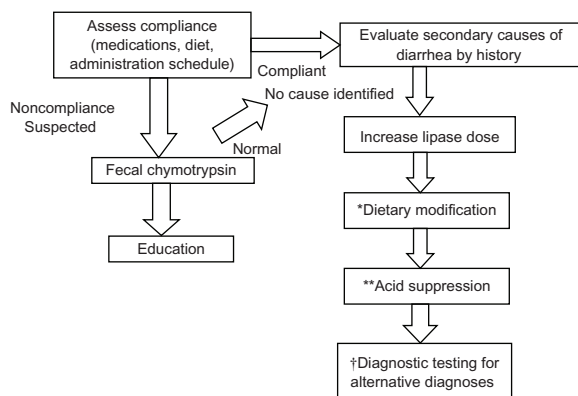 Assess compliance
(medications, diet,
administration schedule)
Compliant
Evaluate secondary causes of
diarrhea by history
Noncompliance
Suspected
No cause identified
Normal
Fecal chymotrypsin
Education
Increase lipase dose
*Dietary modification
**Acid suppression
†Diagnostic testing for
alternative diagnoses